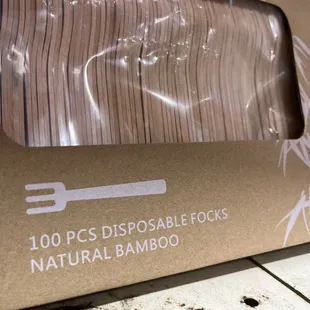 100 PCS DISPOSABLE FOCKS
NATURAL BAMBOO